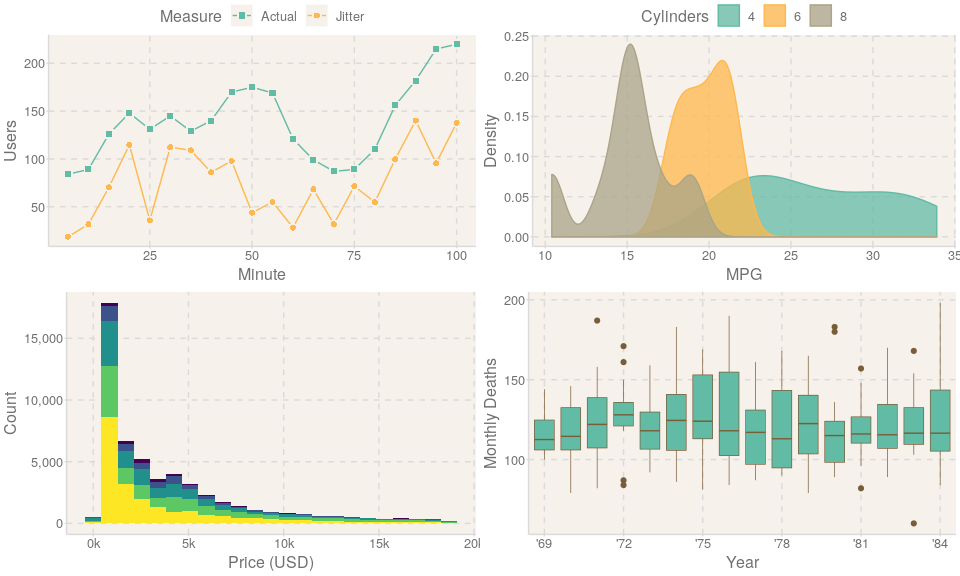 Measure Actual Jitter
Users
200
150
100
50
25 50 75 100
Minute
Cylinders 4 6 8
Density
0.25
0.20
0.15
0.10
0.05
0.00
10 15 20 25 30 35
MPG
Count
15,000
10,000
5,000
0
0k 5k 10k 15k 20l
Price (USD)
Monthly Deaths
200
150
100
'69 '72 '75 '78 '81 '84
Year